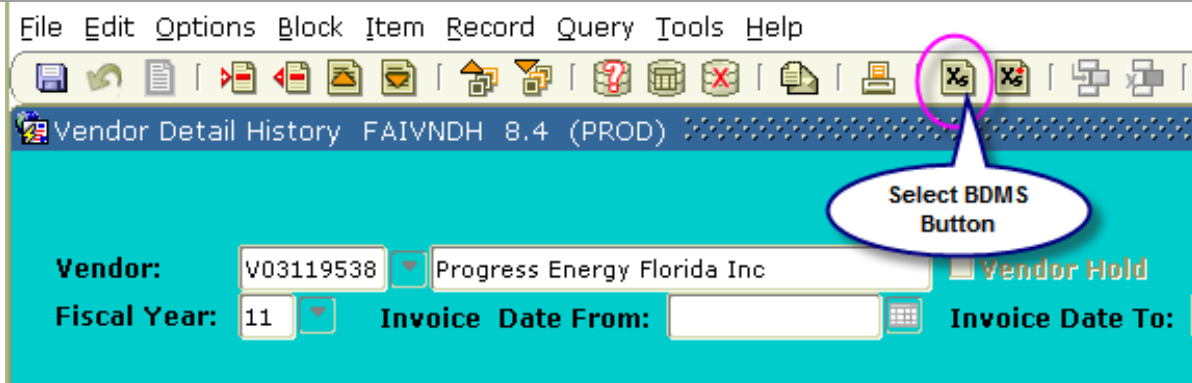 File Edit Options Block Item Record Query Tools Help
Vendor Detail History FAIVNDH 8.4 (PROD)
Select BDMS
Button
Vendor: V03119538 Progress Energy Florida Inc Vendor Hold
Fiscal Year: 11 Invoice Date From: Invoice Date To: